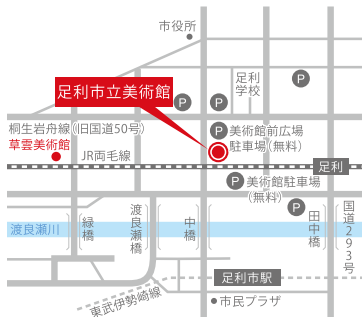 市役所
足利市立美術館
P
P
P
足利
学校
桐生岩舟線(旧国道50号)
P
美術館前広場
駐車場(無料)
草雲美術館
JR両毛線
足利
P
美術館駐車場
(無料)
P
渡良瀬川
緑橋
渡良瀬橋
中橋
田中橋
国道293号
足利市駅
東武伊勢崎線
市民プラザ